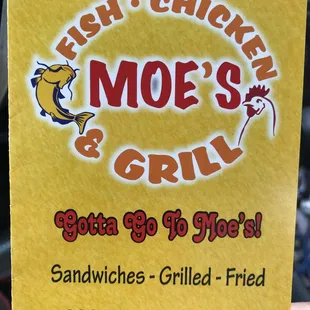 FISH · CHICKEN
MOE'S
& GRILL
Gotta Go To Moe's!
Sandwiches - Grilled - Fried